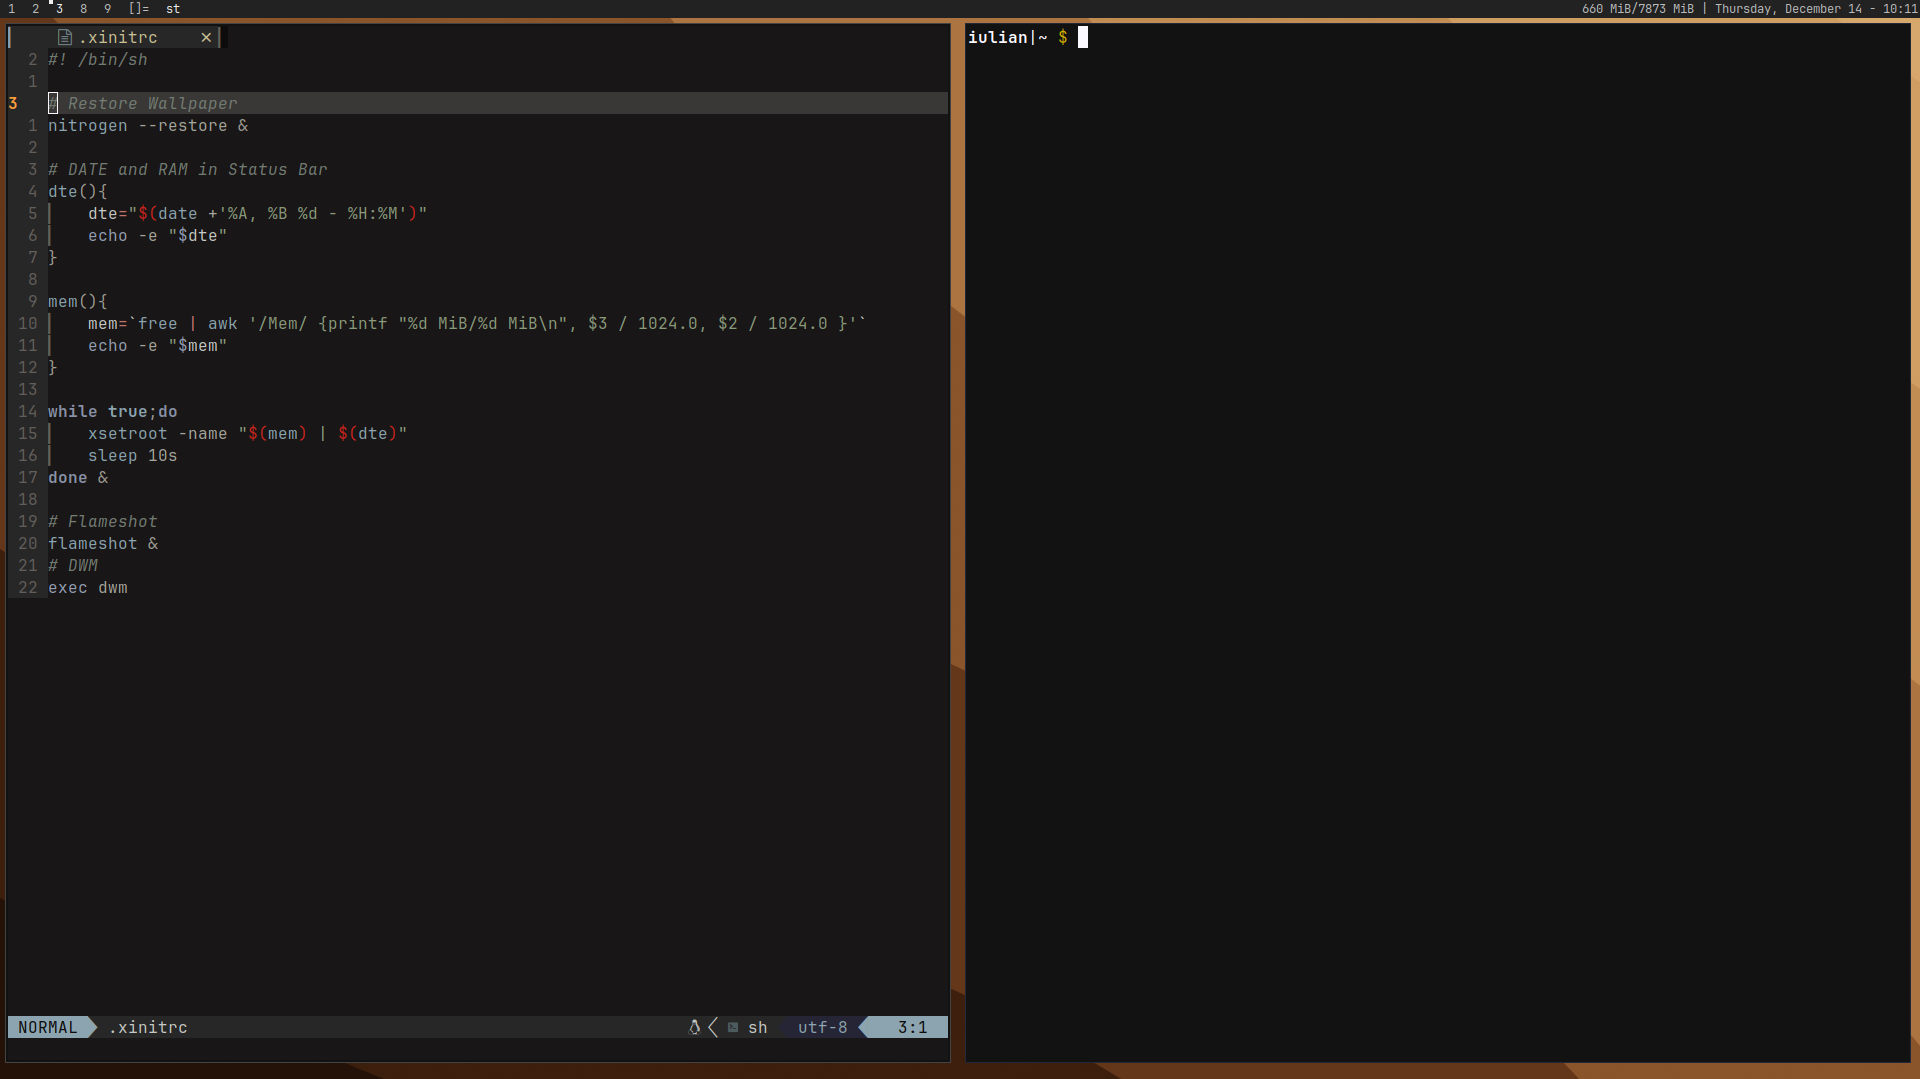 1 2 3 8 9 []= st 660 MiB/7873 MiB | Thursday, December 14 - 10:11
.xinitrc ×
2 #! /bin/sh
1
3 # Restore Wallpaper
1 nitrogen --restore &
2
3 # DATE and RAM in Status Bar
4 dte(){
5     dte="$(date +'%A, %B %d - %H:%M')"
6     echo -e "$dte"
7 }
8
9 mem(){
10     mem=`free | awk '/Mem/ {printf "%d MiB/%d MiB\n", $3 / 1024.0, $2 / 1024.0 }'`
11     echo -e "$mem"
12 }
13
14 while true;do
15     xsetroot -name "$(mem) | $(dte)"
16     sleep 10s
17 done &
18
19 # Flameshot
20 flameshot &
21 # DWM
22 exec dwm
NORMAL .xinitrc sh utf-8 3:1
iulian|~ $